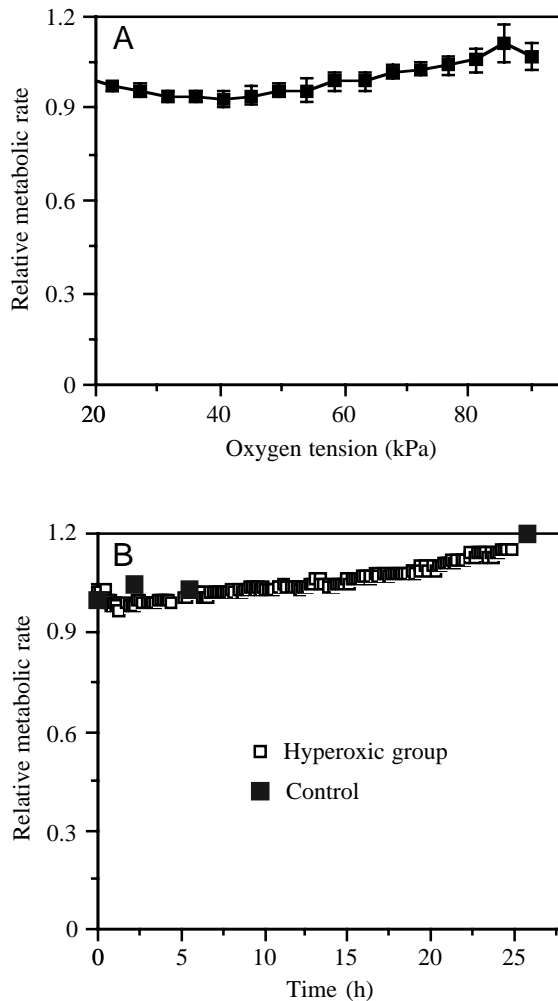 A
1.2
0.9
0.6
0.3
0
Relative metabolic rate
20
40
60
80
Oxygen tension (kPa)
B
1.2
0.9
0.6
0.3
0
Relative metabolic rate
Hyperoxic group
Control
0
5
10
15
20
25
Time (h)